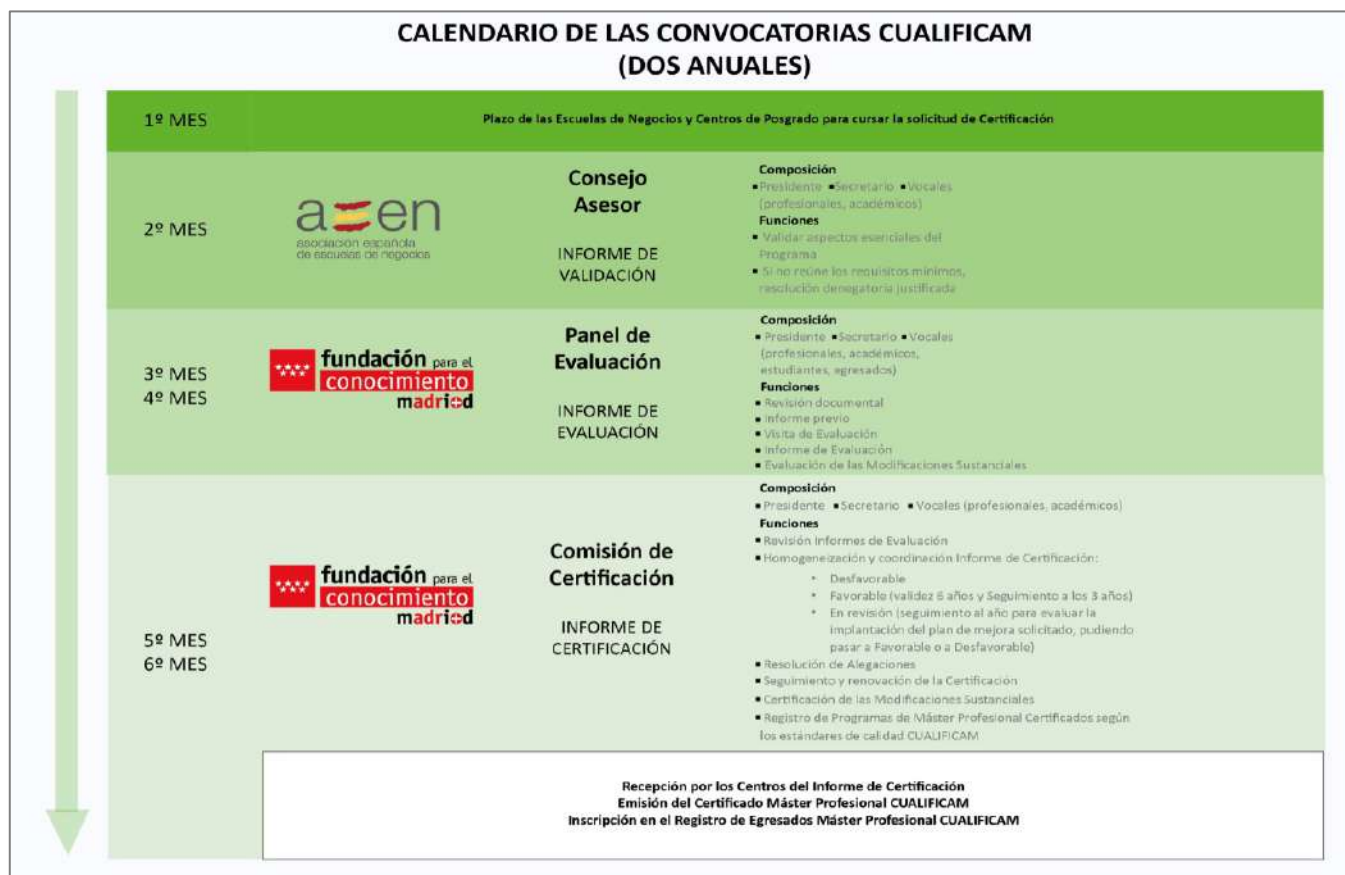 CALENDARIO DE LAS CONVOCATORIAS CUALIFICAM
(DOS ANUALES)
1º MES
Plazo de las Escuelas de Negocios y Centros de Posgrado para cursar la solicitud de Certificación
2º MES
aeen
asociación española
de escuelas de negocios
Consejo
Asesor
INFORME DE
VALIDACIÓN
Composición
▪ Presidente ▪ Secretario ▪ Vocales
(profesionales, académicos)
Funciones
▪ Validar aspectos esenciales del
Programa
▪ Si no reúne los requisitos mínimos,
resolución denegatoria justificada
3º MES
4º MES
fundación para el
conocimiento
madri+d
Panel de
Evaluación
INFORME DE
EVALUACIÓN
Composición
▪ Presidente ▪ Secretario ▪ Vocales
(profesionales, académicos,
estudiantes, egresados)
Funciones
▪ Revisión documental
▪ Informe previo
▪ Visita de Evaluación
▪ Informe de Evaluación
▪ Evaluación de las Modificaciones Sustanciales
5º MES
6º MES
fundación para el
conocimiento
madri+d
Comisión de
Certificación
INFORME DE
CERTIFICACIÓN
Composición
▪ Presidente ▪ Secretario ▪ Vocales (profesionales, académicos)
Funciones
▪ Revisión Informes de Evaluación
▪ Homogeneización y coordinación Informe de Certificación:
• Desfavorable
• Favorable (validez 6 años y Seguimiento a los 3 años)
• En revisión (seguimiento al año para evaluar la
implantación del plan de mejora solicitado, pudiendo
pasar a Favorable o a Desfavorable)
▪ Resolución de Alegaciones
▪ Seguimiento y renovación de la Certificación
▪ Certificación de las Modificaciones Sustanciales
▪ Registro de Programas de Máster Profesional Certificados según
los estándares de calidad CUALIFICAM
Recepción por los Centros del Informe de Certificación
Emisión del Certificado Máster Profesional CUALIFICAM
Inscripción en el Registro de Egresados Máster Profesional CUALIFICAM